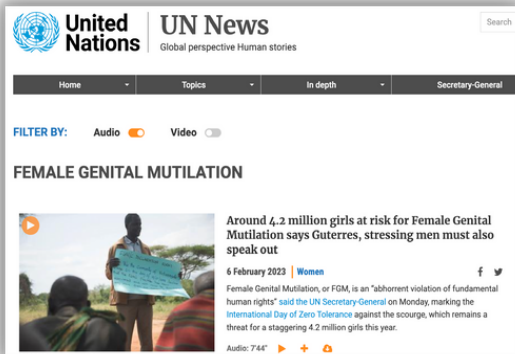 United
Nations
UN News
Global perspective Human stories
Search
Home
Topics
In depth
Secretary-General
FILTER BY:
Audio
Video
FEMALE GENITAL MUTILATION
Around 4.2 million girls at risk for Female Genital
Mutilation says Guterres, stressing men must also
speak out
6 February 2023 | Women
Female Genital Mutilation, or FGM, is an "abhorrent violation of fundamental
human rights" said the UN Secretary-General on Monday, marking the
International Day of Zero Tolerance against the scourge, which remains a
threat for a staggering 4.2 million girls this year.
Audio: 7'44"